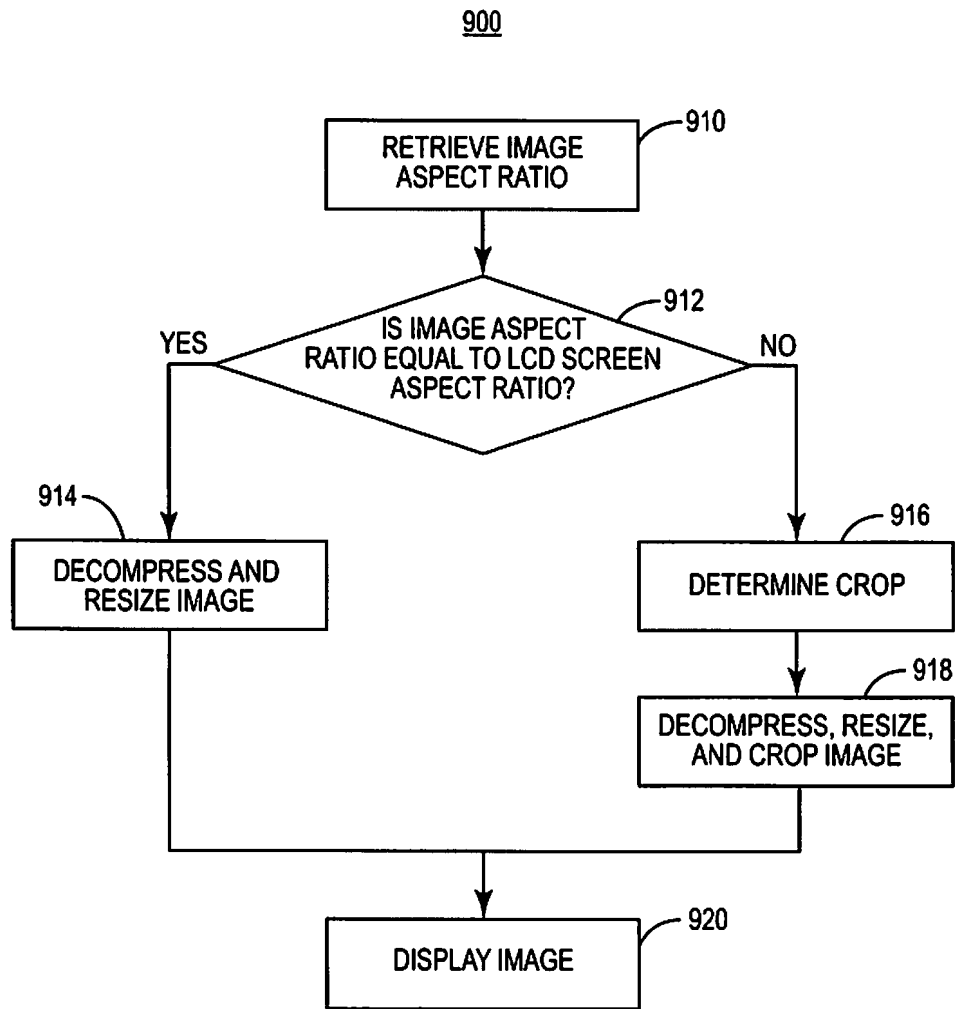 900
910
RETRIEVE IMAGE
ASPECT RATIO
912
IS IMAGE ASPECT
RATIO EQUAL TO LCD SCREEN
ASPECT RATIO?
YES
NO
914
DECOMPRESS AND
RESIZE IMAGE
916
DETERMINE CROP
918
DECOMPRESS, RESIZE,
AND CROP IMAGE
920
DISPLAY IMAGE